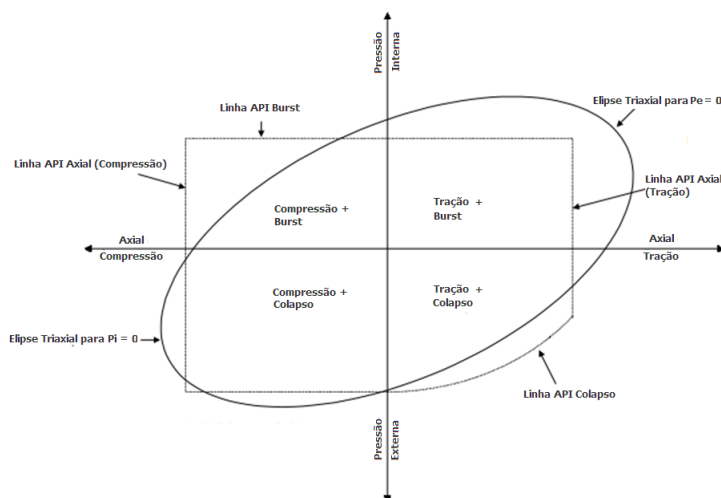 Pressão
Interna
Linha API Burst
Elipse Triaxial para Pe = 0
Linha API Axial (Compressão)
Linha API Axial
(Tração)
Compressão +
Burst
Tração +
Burst
Axial
Compressão
Axial
Tração
Compressão +
Colapso
Tração +
Colapso
Elipse Triaxial para Pi = 0
Linha API Colapso
Pressão
Externa